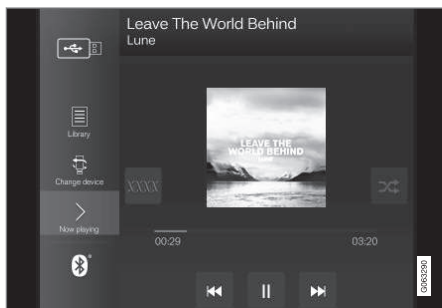 Leave The World Behind
Lune
Library
Change device
Now playing
XXXX
LEAVE THE
WORLD BEHIND
00:29
03:20
G063290